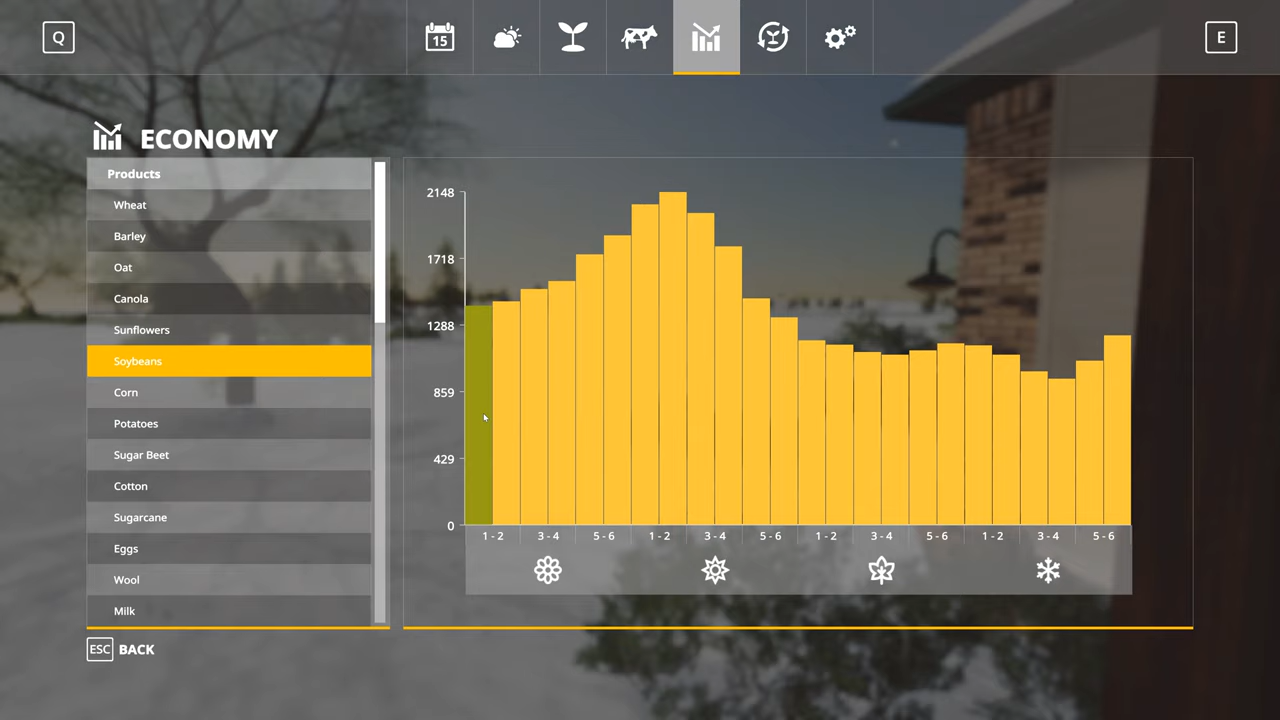 Q
15
E
ECONOMY
Products
Wheat
Barley
Oat
Canola
Sunflowers
Soybeans
Corn
Potatoes
Sugar Beet
Cotton
Sugarcane
Eggs
Wool
Milk
2148
1718
1288
859
429
0
1 - 2 3 - 4 5 - 6 1 - 2 3 - 4 5 - 6 1 - 2 3 - 4 5 - 6 1 - 2 3 - 4 5 - 6
ESC BACK